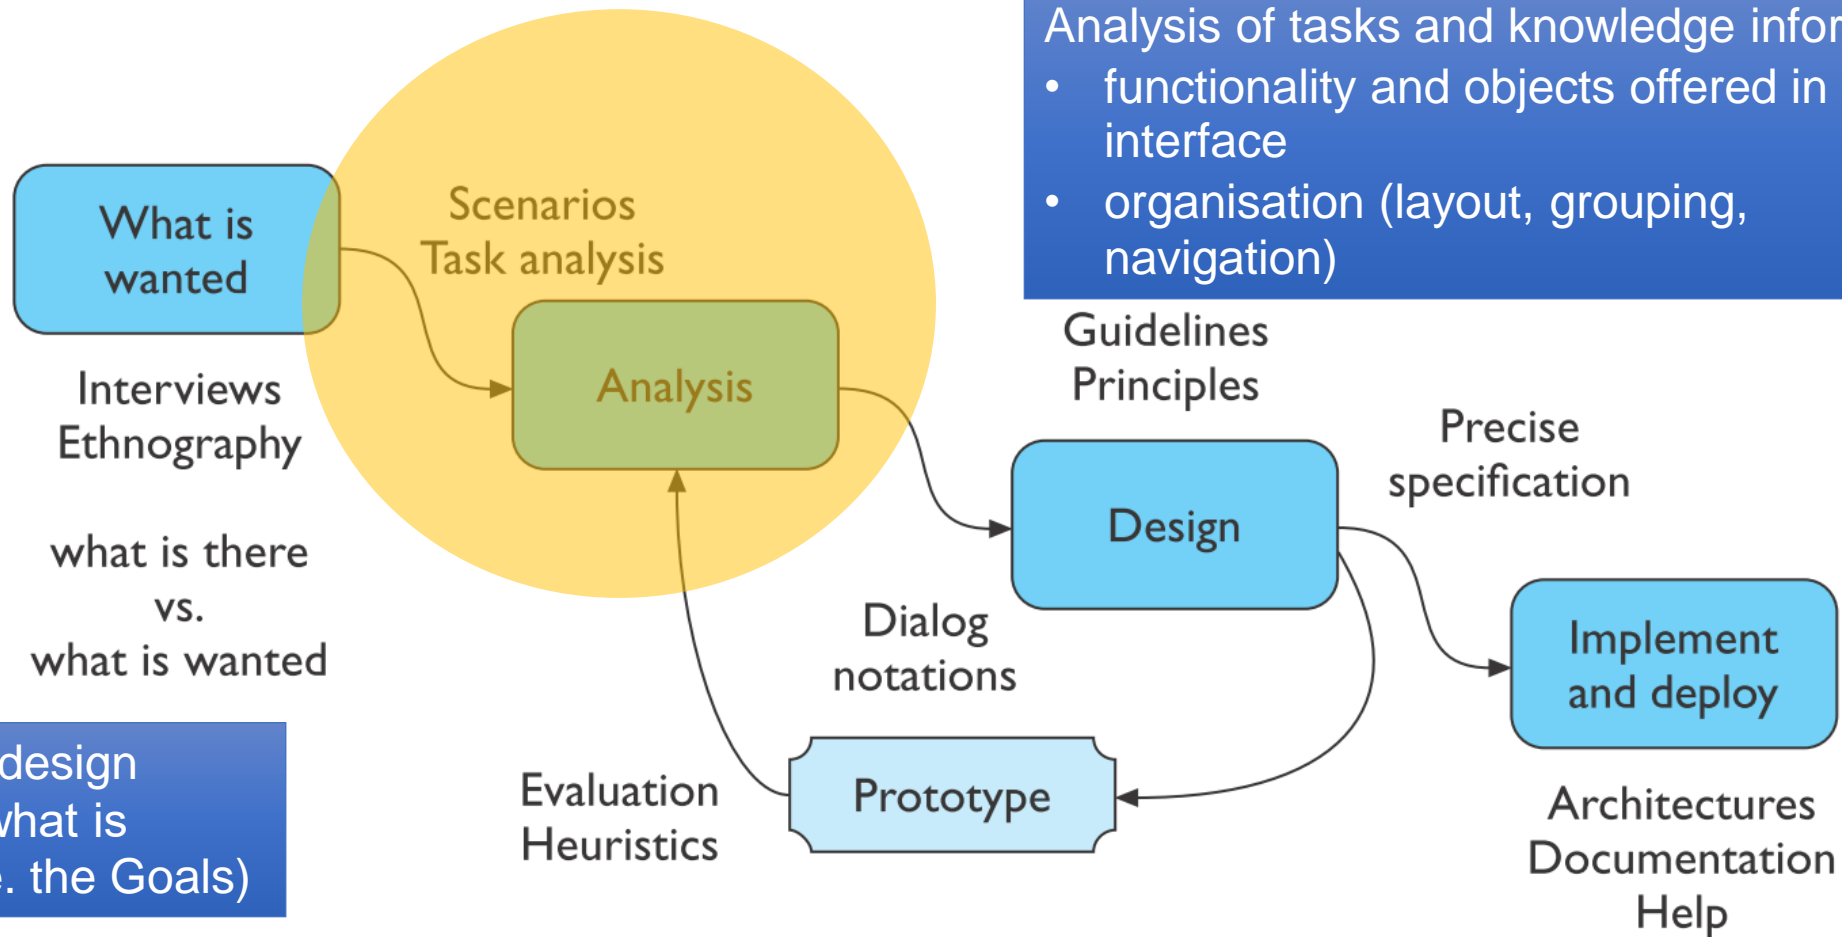 Analysis of tasks and knowledge infor
• functionality and objects offered in
interface
• organisation (layout, grouping,
navigation)
What is
wanted
Scenarios
Task analysis
Analysis
Interviews
Ethnography
what is there
vs.
what is wanted
Guidelines
Principles
Design
Precise
specification
Dialog
notations
Implement
and deploy
Evaluation
Heuristics
Prototype
Architectures
Documentation
Help
design
what is
. the Goals)